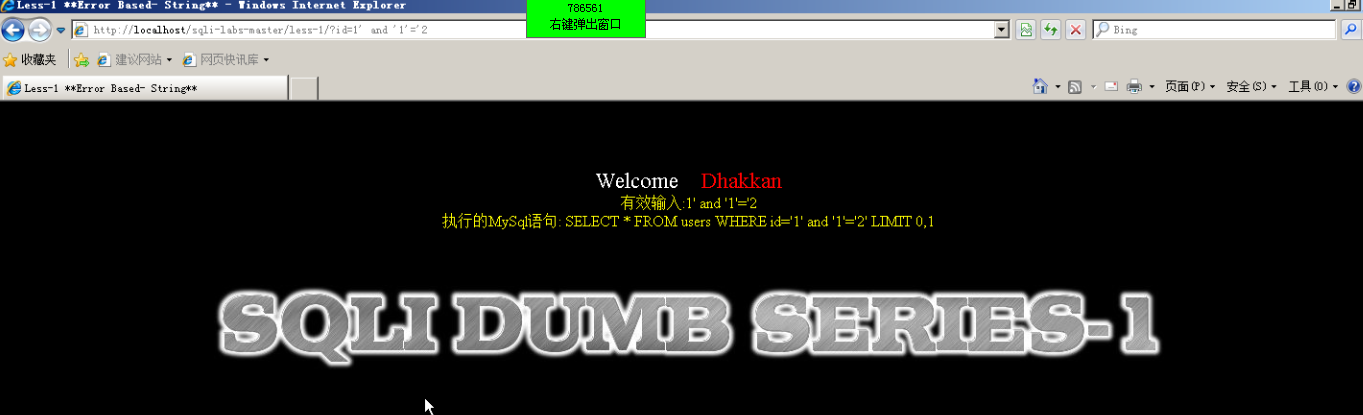 Less-1 **Error Based- String** - Windows Internet Explorer
786561
右键弹出窗口
http://localhost/sqli-labs-master/less-1/?id=1' and '1'='2
Bing
收藏夹
建议网站
网页快讯库
Less-1 **Error Based- String**
页面(P)
安全(S)
工具(O)
Welcome Dhakkan
有效输入:1' and '1'='2
执行的MySql语句: SELECT * FROM users WHERE id='1' and '1'='2' LIMIT 0,1
SQLI DUMB SERIES-1